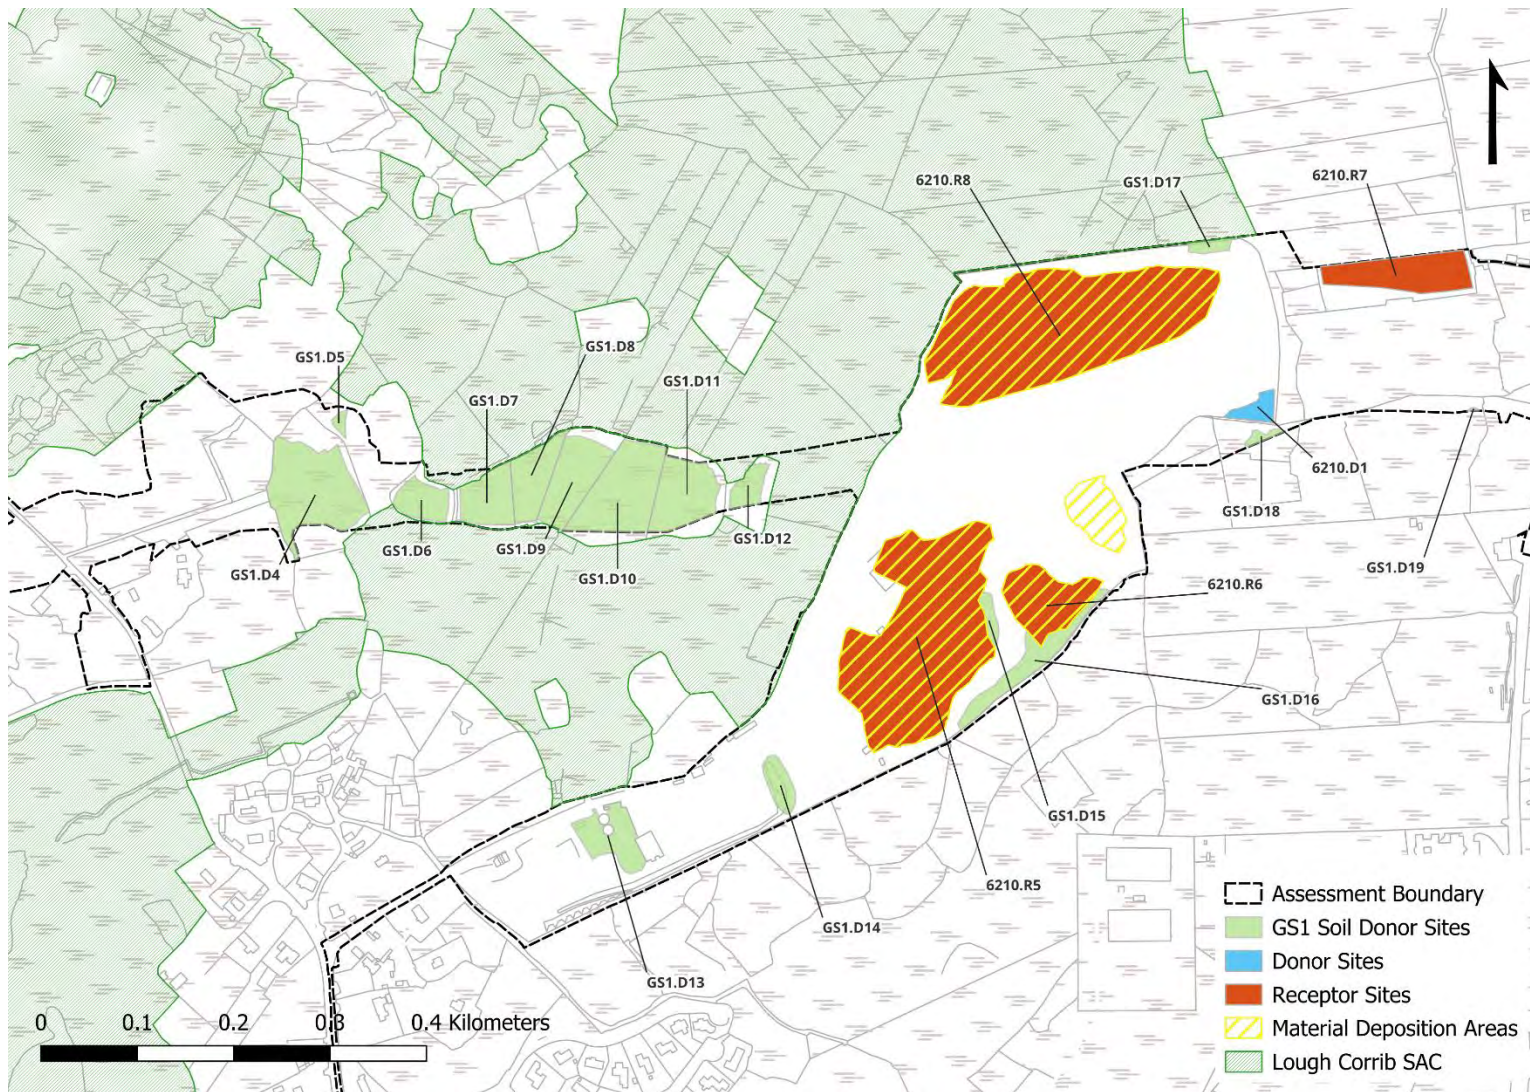 6210.R8
GS1.D17
6210.R7
GS1.D5
GS1.D8
GS1.D11
GS1.D7
6210.D1
GS1.D18
GS1.D12
GS1.D6
GS1.D9
GS1.D10
GS1.D4
GS1.D19
6210.R6
GS1.D16
GS1.D15
6210.R5
GS1.D14
GS1.D13
Assessment Boundary
GS1 Soil Donor Sites
Donor Sites
Receptor Sites
Material Deposition Areas
Lough Corrib SAC
0 0.1 0.2 0.3 0.4 Kilometers